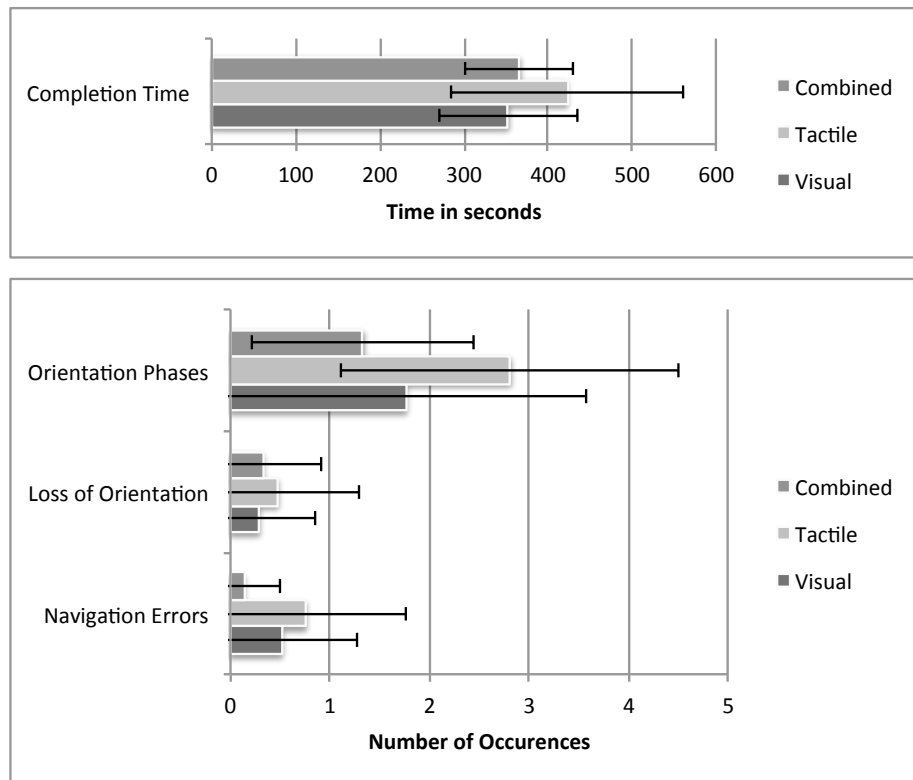 Completion Time
Combined
Tactile
Visual
0 100 200 300 400 500 600
Time in seconds
Orientation Phases
Loss of Orientation
Navigation Errors
Combined
Tactile
Visual
0 1 2 3 4 5
Number of Occurences